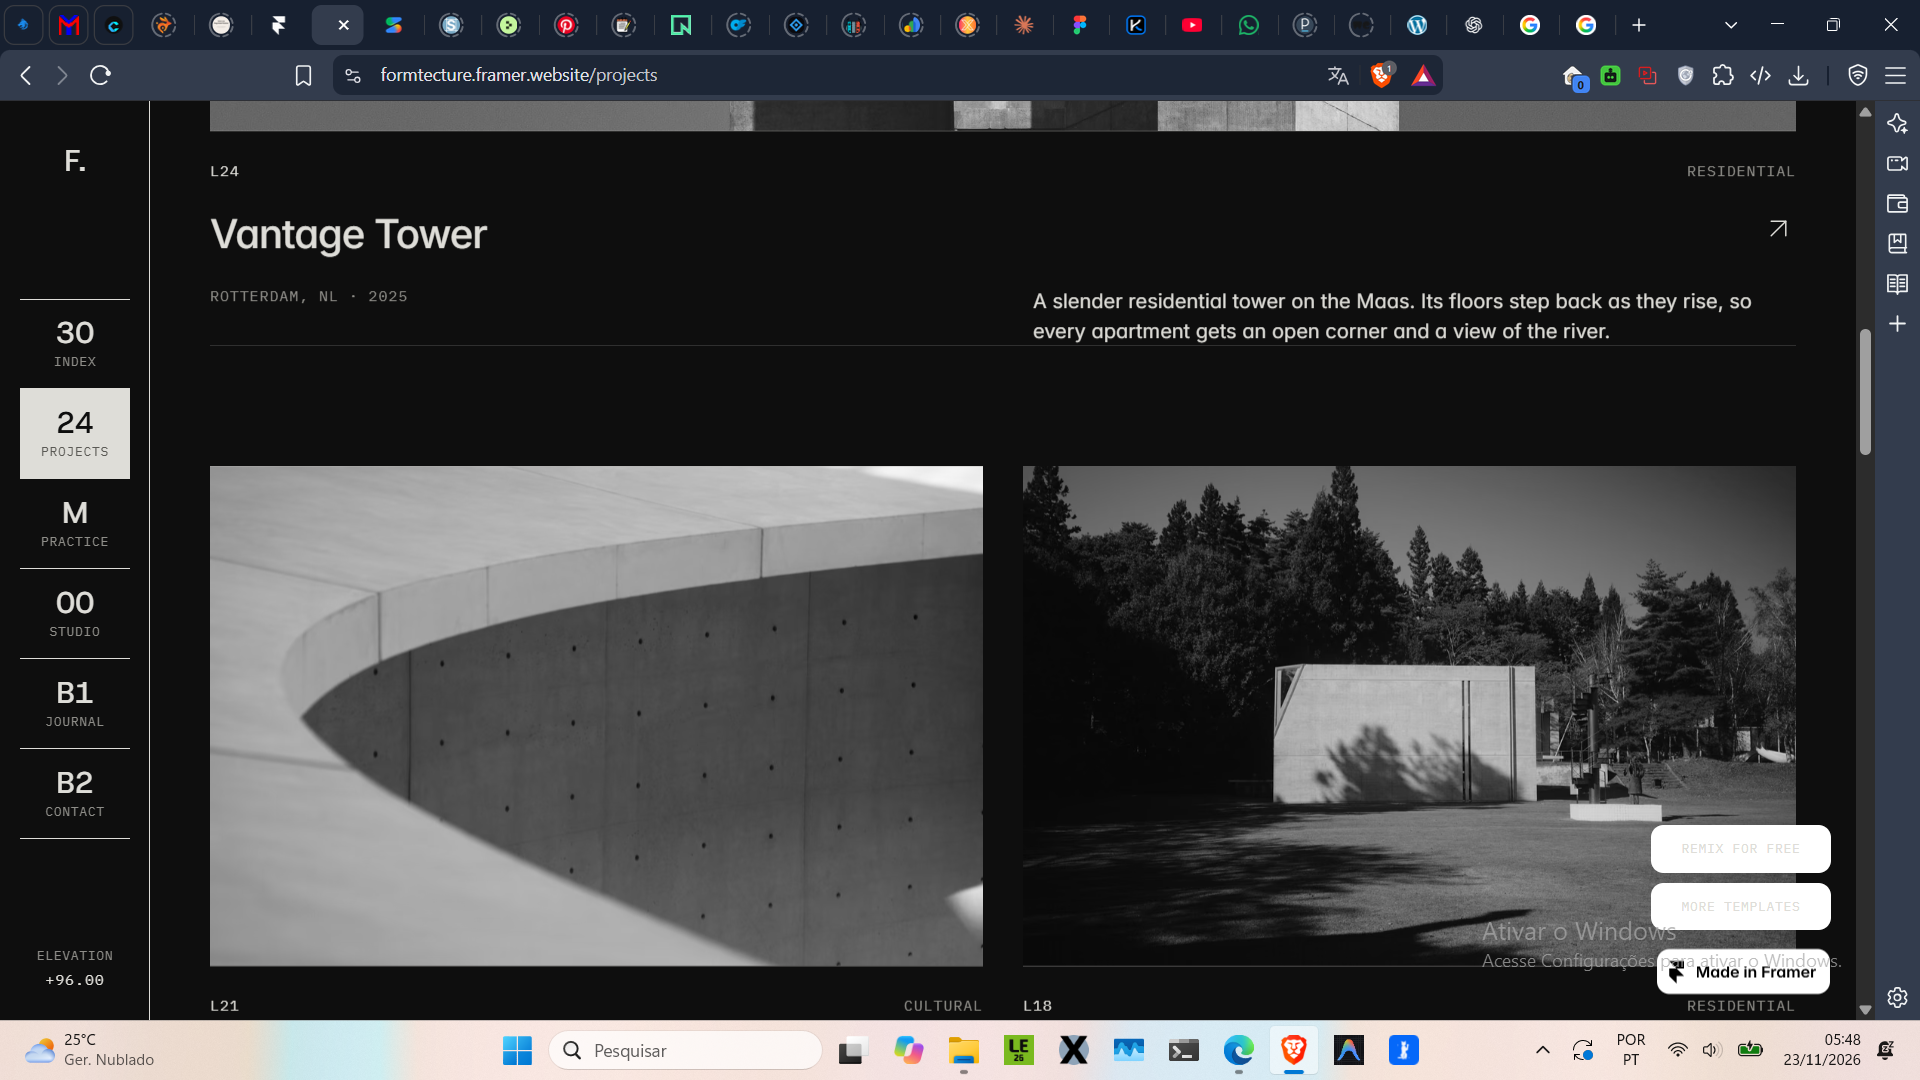 formtecture.framer.website/projects
1
0
F.
30
INDEX
24
PROJECTS
M
PRACTICE
00
STUDIO
B1
JOURNAL
B2
CONTACT
ELEVATION
+96.00
L24
RESIDENTIAL
Vantage Tower
ROTTERDAM, NL · 2025
A slender residential tower on the Maas. Its floors step back as they rise, so
every apartment gets an open corner and a view of the river.
L21
CULTURAL
L18
RESIDENTIAL
REMIX FOR FREE
MORE TEMPLATES
Ativar o Windows
Acesse Configurações para ativar o Windows.
Made in Framer
25°C
Ger. Nublado
Pesquisar
LE
26
POR
PT
05:48
23/11/2026